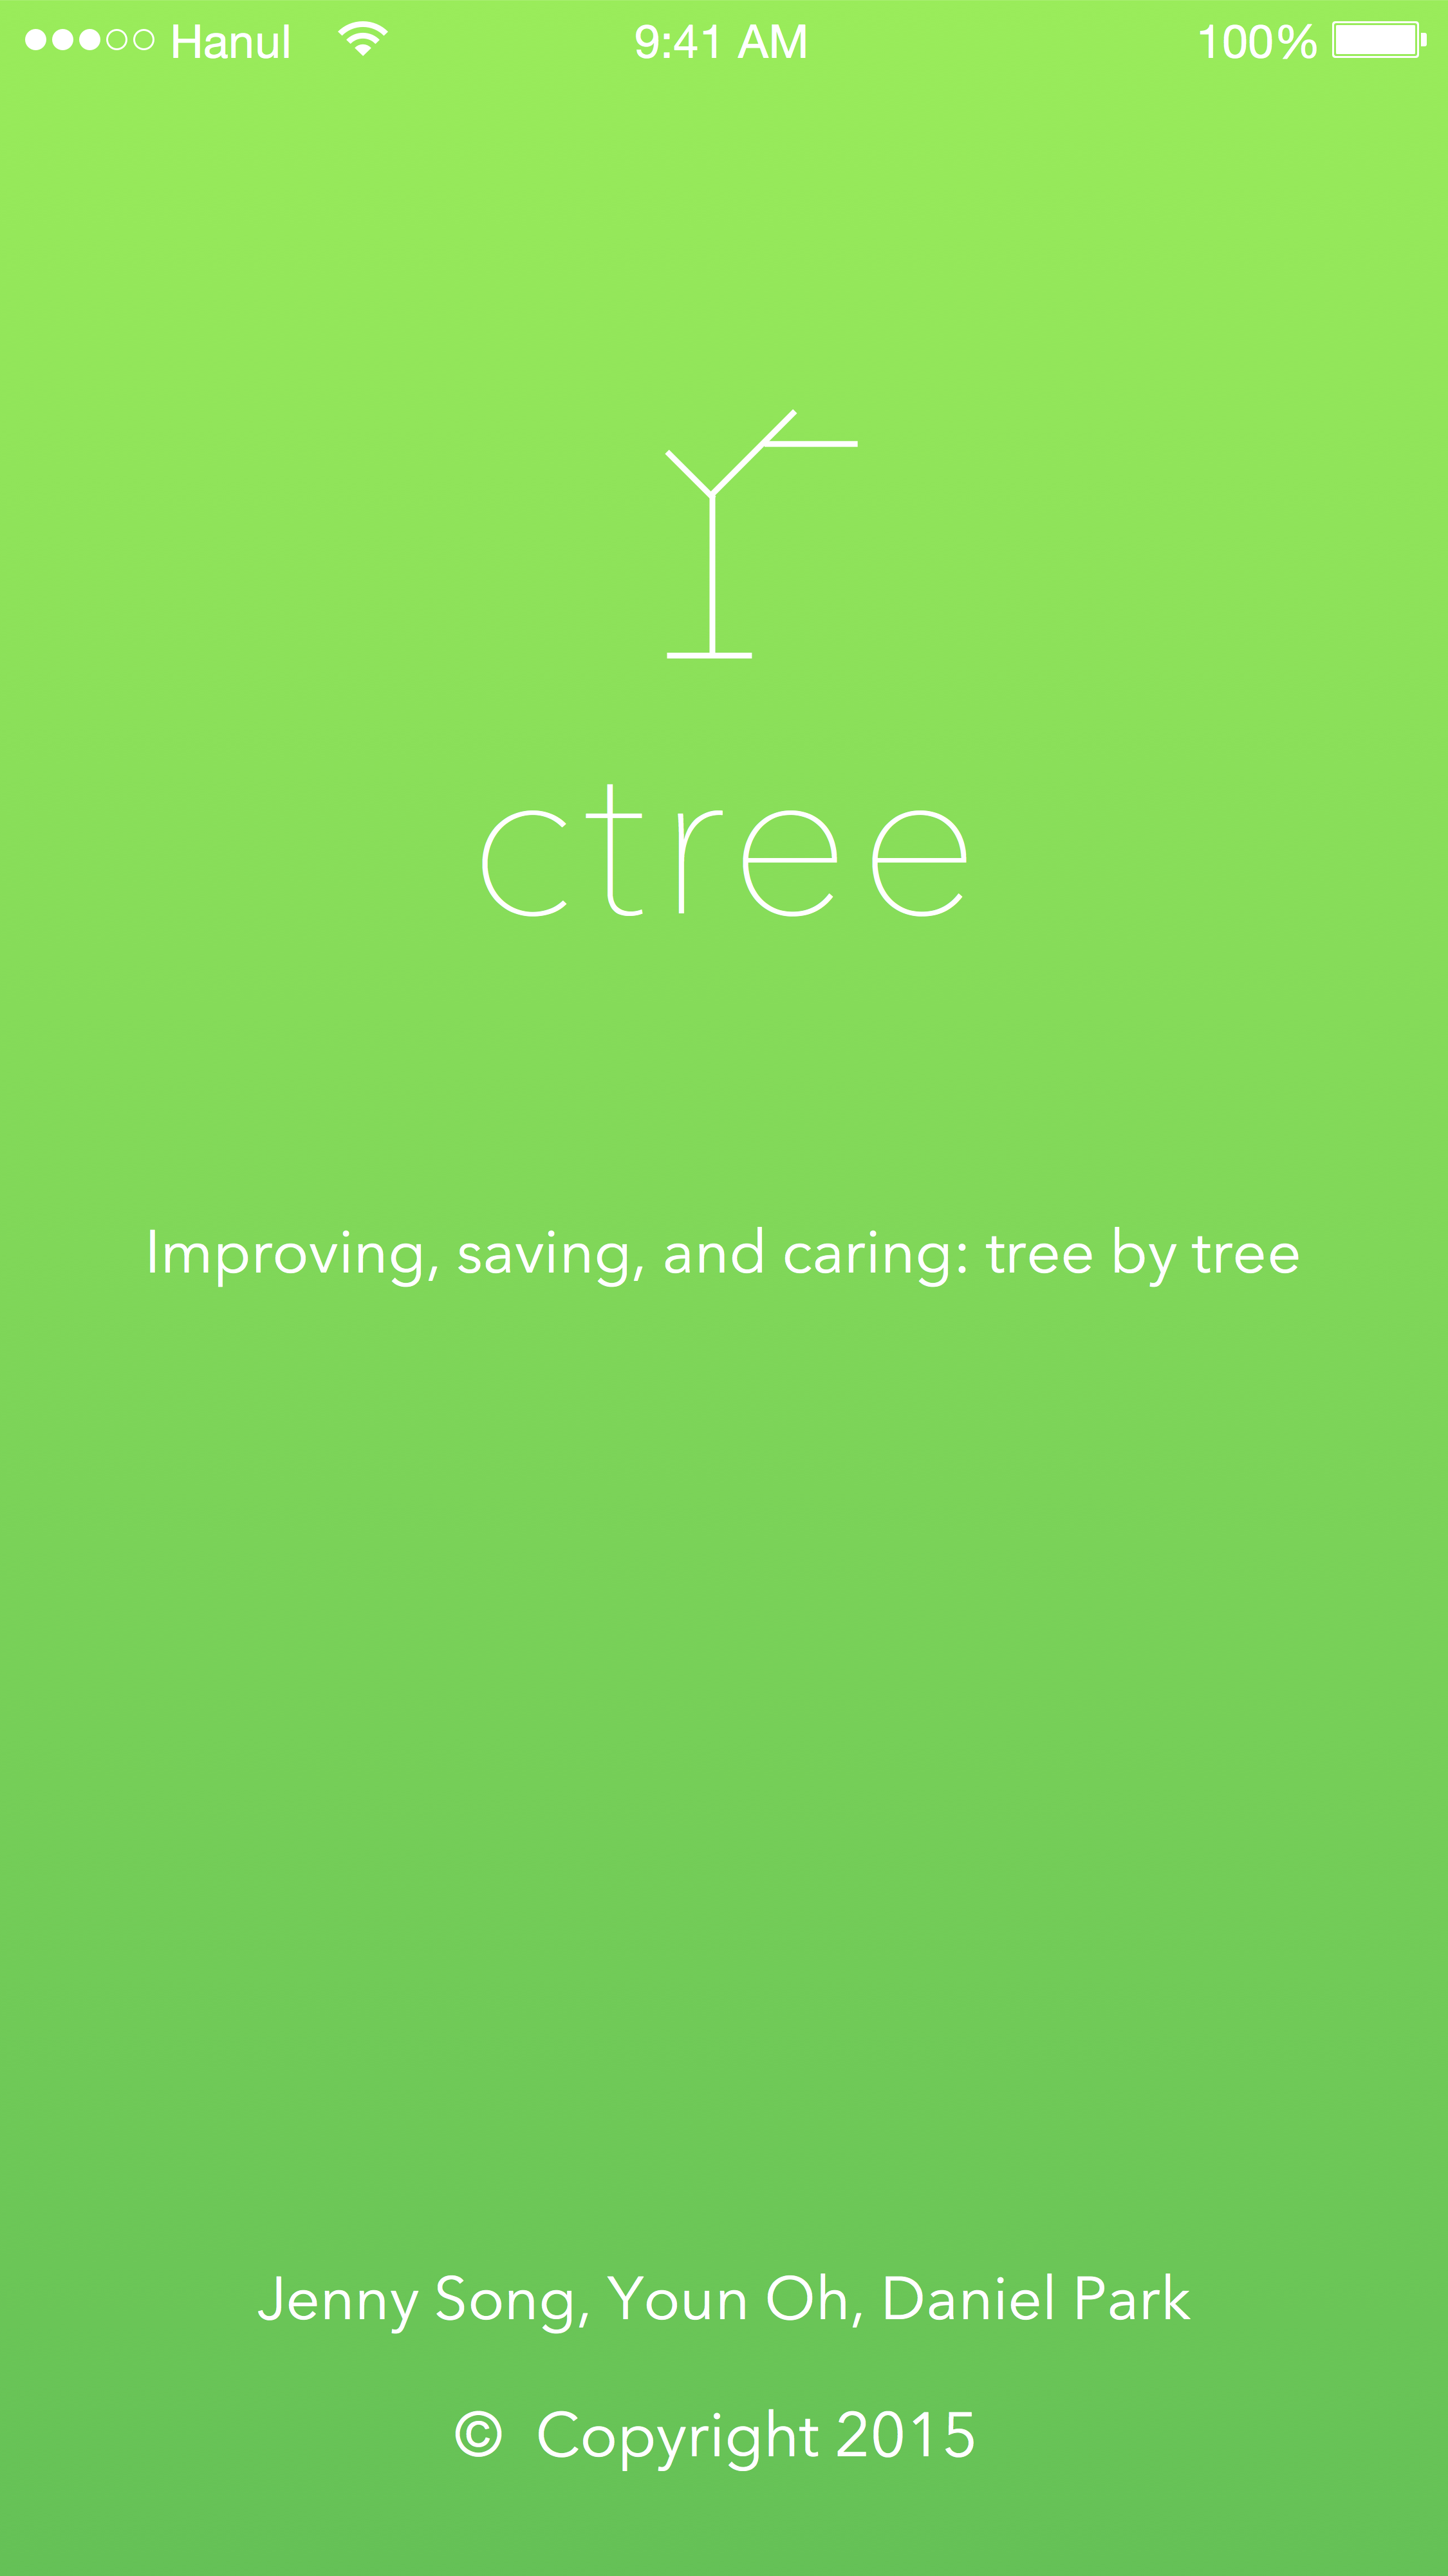 Hanul 9:41 AM 100%
ctree
Improving, saving, and caring: tree by tree
Jenny Song, Youn Oh, Daniel Park
© Copyright 2015